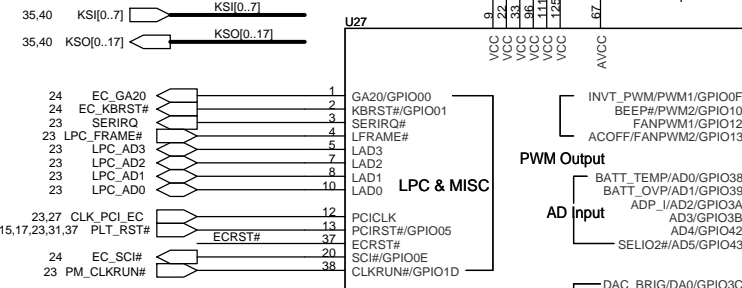 35,40 KSI[0..7] KSI[0..7]
35,40 KSO[0..17] KSO[0..17]
U27
9 22 33 96 111 125 67
VCC VCC VCC VCC VCC VCC AVCC
24 EC_GA20 1 GA20/GPIO00 INVT_PWM/PWM1/GPIO0F
24 EC_KBRST# 2 KBRST#/GPIO01 BEEP#/PWM2/GPIO10
23 SERIRQ 3 SERIRQ# FANPWM1/GPIO12
23 LPC_FRAME# 4 LFRAME# ACOFF/FANPWM2/GPIO13
23 LPC_AD3 5 LAD3
23 LPC_AD2 7 LAD2 PWM Output
23 LPC_AD1 8 LAD1 BATT_TEMP/AD0/GPIO38
23 LPC_AD0 10 LAD0 LPC & MISC BATT_OVP/AD1/GPIO39
ADP_I/AD2/GPIO3A
23,27 CLK_PCI_EC 12 PCICLK AD Input AD3/GPIO3B
15,17,23,31,37 PLT_RST# 13 PCIRST#/GPIO05 AD4/GPIO42
ECRST# 37 ECRST# SELIO2#/AD5/GPIO43
24 EC_SCI# 20 SCI#/GPIO0E
23 PM_CLKRUN# 38 CLKRUN#/GPIO1D
DAC_BRIG/DA0/GPIO3C